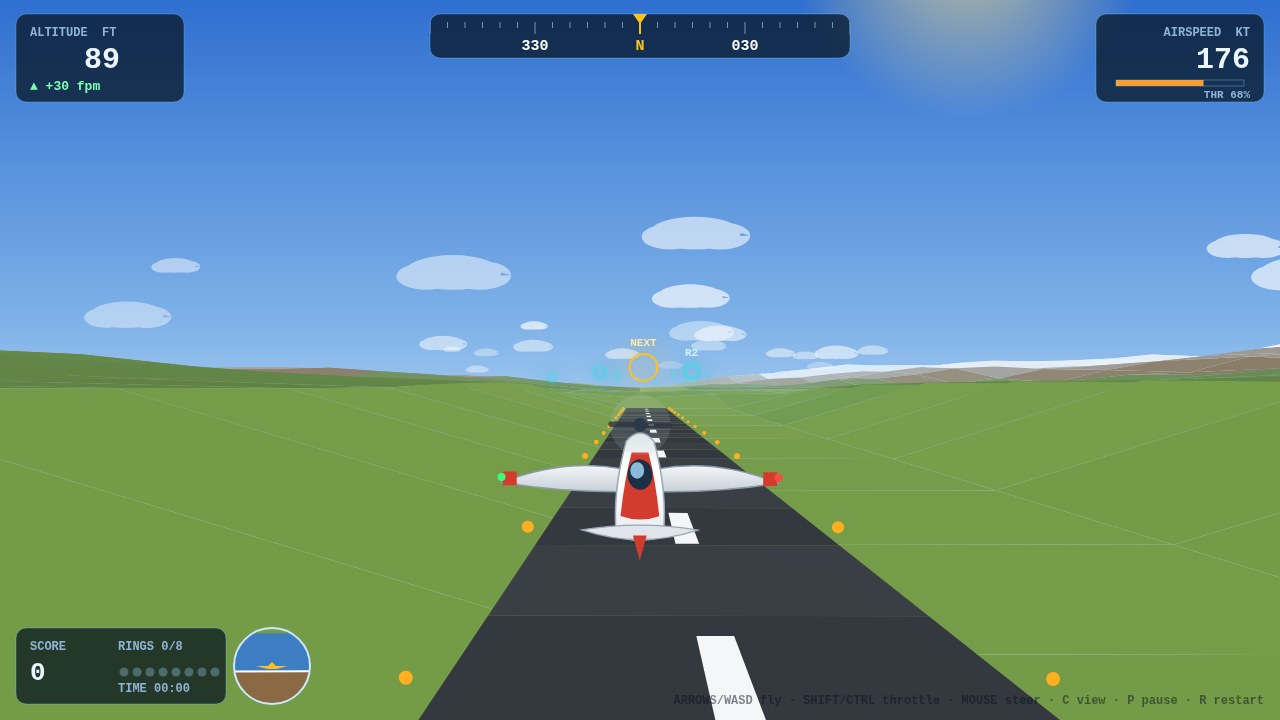 ALTITUDE FT
89
▲ +30 fpm
330 N 030
AIRSPEED KT
176
THR 68%
NEXT
R2
SCORE
0
RINGS 0/8
TIME 00:00
ARROWS/WASD fly · SHIFT/CTRL throttle · MOUSE steer · C view · P pause · R restart